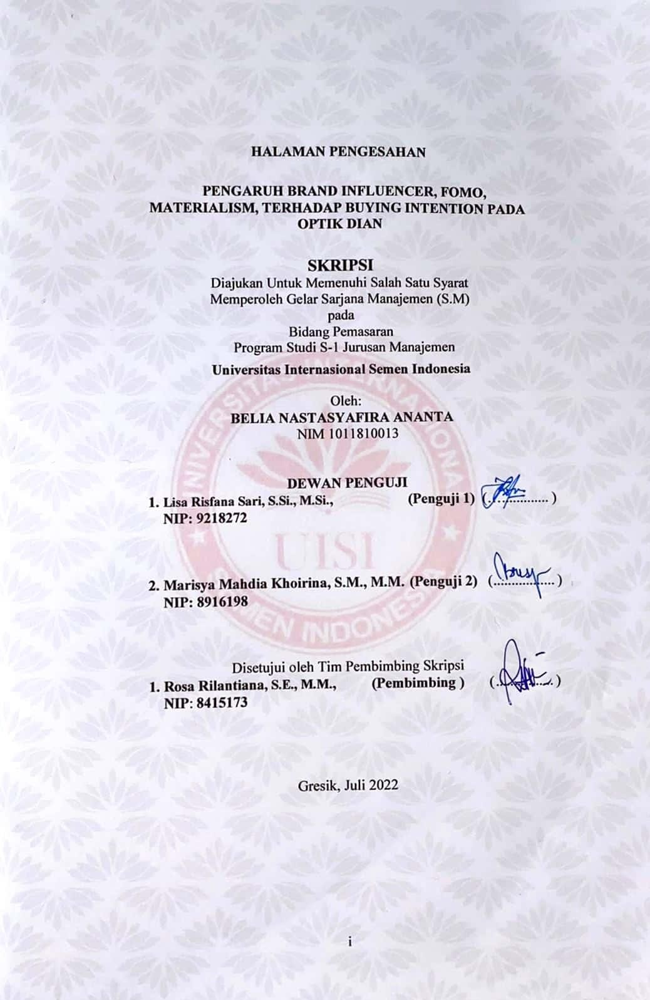 HALAMAN PENGESAHAN
PENGARUH BRAND INFLUENCER, FOMO,
MATERIALISM, TERHADAP BUYING INTENTION PADA
OPTIK DIAN
SKRIPSI
Diajukan Untuk Memenuhi Salah Satu Syarat
Memperoleh Gelar Sarjana Manajemen (S.M)
pada
Bidang Pemasaran
Program Studi S-1 Jurusan Manajemen
Universitas Internasional Semen Indonesia
Oleh:
BELIA NASTASYAFIRA ANANTA
NIM 1011810013
DEWAN PENGUJI
1. Lisa Risfana Sari, S.Si., M.Si., (Penguji 1) (.................)
NIP: 9218272
2. Marisya Mahdia Khoirina, S.M., M.M. (Penguji 2) (.................)
NIP: 8916198
Disetujui oleh Tim Pembimbing Skripsi
1. Rosa Rilantiana, S.E., M.M., (Pembimbing ) (.................)
NIP: 8415173
Gresik, Juli 2022
i
UNIVERSITAS INTERNASIONAL
UISI
SEMEN INDONESIA